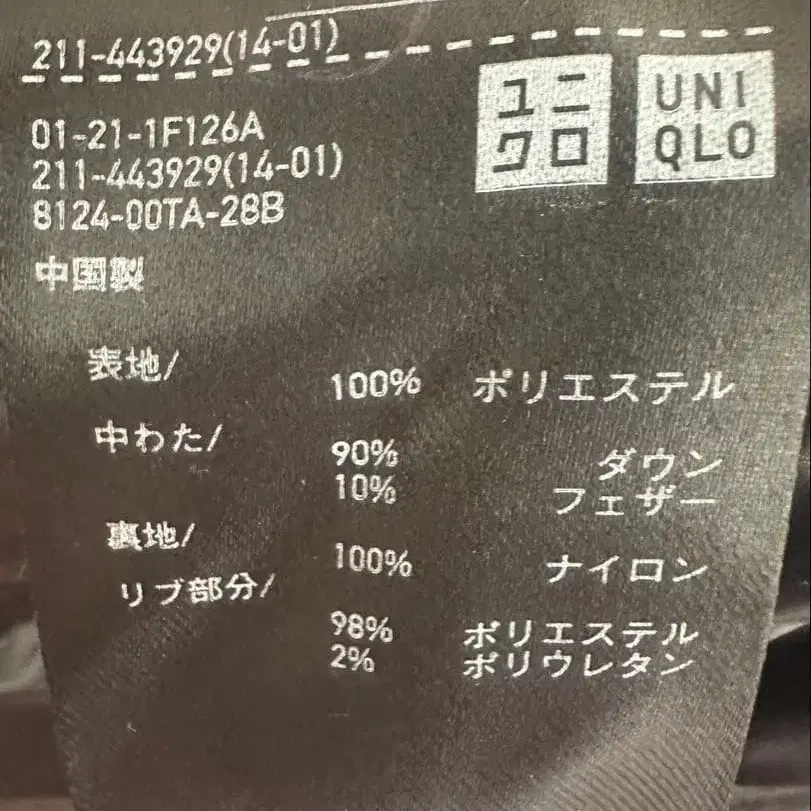 211-443929(14-01)
ユニ
クロ
UNI
QLO
01-21-1F126A
211-443929(14-01)
8124-00TA-28B
中国製
表地/
100% ポリエステル
中わた/
90% ダウン
10% フェザー
裏地/
100% ナイロン
リブ部分/
98% ポリエステル
2% ポリウレタン